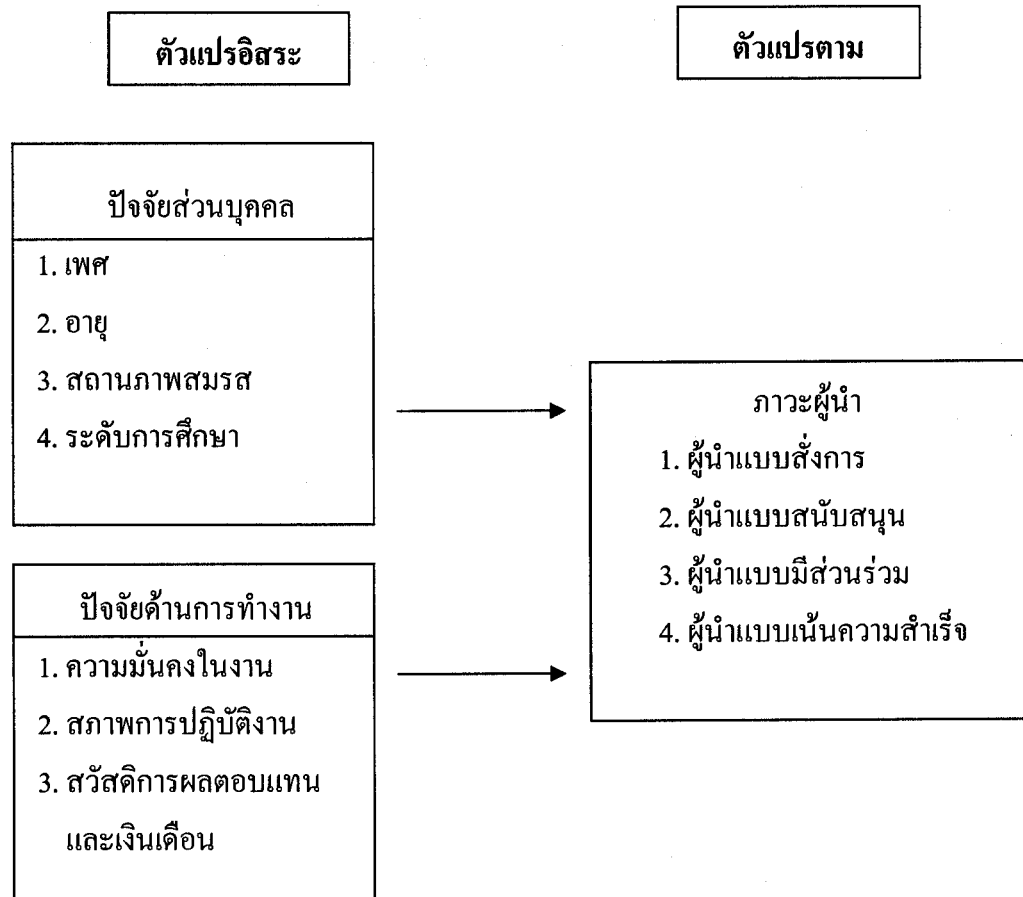 ตัวแปรอิสระ
ตัวแปรตาม
ปัจจัยส่วนบุคคล
1. เพศ
2. อายุ
3. สถานภาพสมรส
4. ระดับการศึกษา
ปัจจัยด้านการทำงาน
1. ความมั่นคงในงาน
2. สภาพการปฏิบัติงาน
3. สวัสดิการผลตอบแทน
และเงินเดือน
ภาวะผู้นำ
1. ผู้นำแบบสั่งการ
2. ผู้นำแบบสนับสนุน
3. ผู้นำแบบมีส่วนร่วม
4. ผู้นำแบบเน้นความสำเร็จ